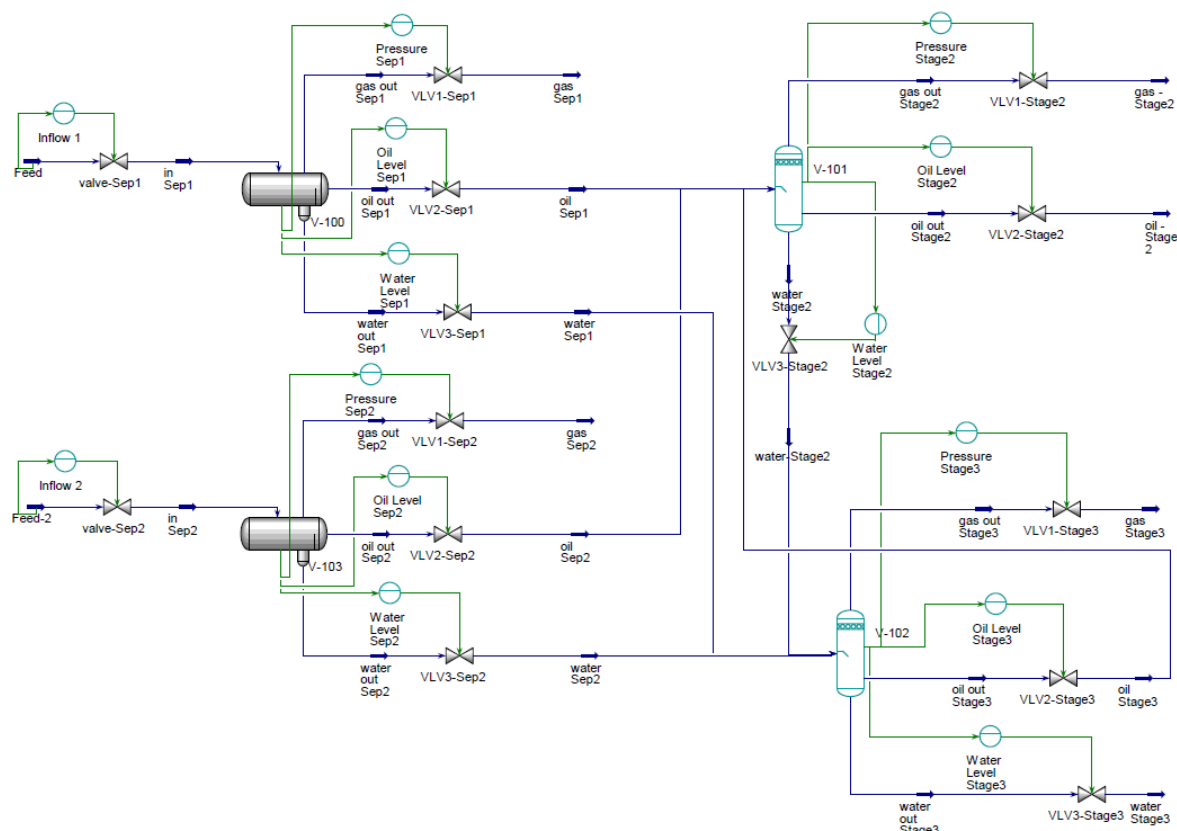 Pressure
Sep1
gas out
Sep1
VLV1-Sep1
gas
Sep1
Inflow 1
Feed
valve-Sep1
in
Sep1
Oil
Level
Sep1
oil out
Sep1
VLV2-Sep1
oil
Sep1
V-100
Water
Level
Sep1
water
out
Sep1
VLV3-Sep1
water
Sep1
Pressure
Sep2
gas out
Sep2
VLV1-Sep2
gas
Sep2
Inflow 2
Feed-2
valve-Sep2
in
Sep2
Oil Level
Sep2
oil out
Sep2
VLV2-Sep2
oil
Sep2
V-103
Water
Level
Sep2
water
out
Sep2
VLV3-Sep2
water
Sep2
Pressure
Stage2
gas out
Stage2
VLV1-Stage2
gas -
Stage2
V-101
Oil Level
Stage2
oil out
Stage2
VLV2-Stage2
oil -
Stage
2
water
Stage2
VLV3-Stage2
Water
Level
Stage2
water-Stage2
Pressure
Stage3
gas out
Stage3
VLV1-Stage3
gas
Stage3
V-102
Oil Level
Stage3
oil out
Stage3
VLV2-Stage3
oil
Stage3
Water
Level
Stage3
water
out
Stage3
VLV3-Stage3
water
Stage3